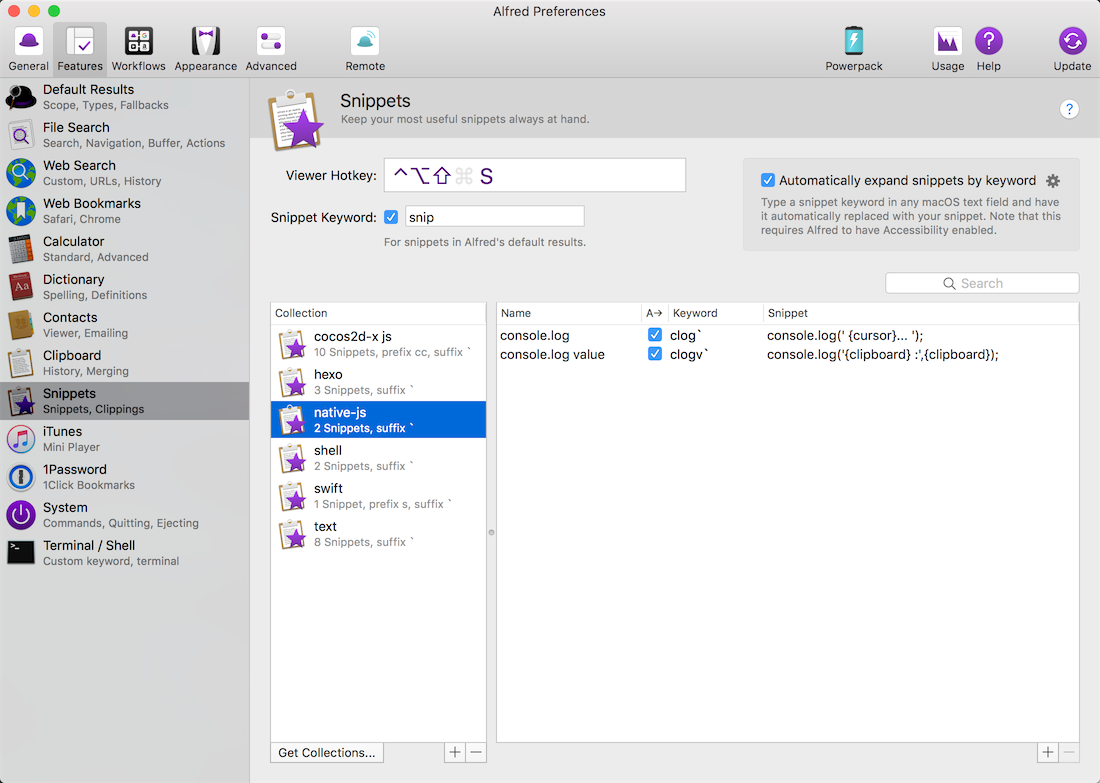 Alfred Preferences
General Features Workflows Appearance Advanced Remote Powerpack Usage Help Update
Default Results
Scope, Types, Fallbacks
File Search
Search, Navigation, Buffer, Actions
Web Search
Custom, URLs, History
Web Bookmarks
Safari, Chrome
Calculator
Standard, Advanced
Dictionary
Spelling, Definitions
Contacts
Viewer, Emailing
Clipboard
History, Merging
Snippets
Snippets, Clippings
iTunes
Mini Player
1Password
1Click Bookmarks
System
Commands, Quitting, Ejecting
Terminal / Shell
Custom keyword, terminal
Snippets
Keep your most useful snippets always at hand.
?
Viewer Hotkey: ^⌥⇧⌘ S
Snippet Keyword: snip
For snippets in Alfred's default results.
Automatically expand snippets by keyword
Type a snippet keyword in any macOS text field and have
it automatically replaced with your snippet. Note that this
requires Alfred to have Accessibility enabled.
Search
Collection
cocos2d-x js
10 Snippets, prefix cc, suffix `
hexo
3 Snippets, suffix `
native-js
2 Snippets, suffix `
shell
2 Snippets, suffix `
swift
1 Snippet, prefix s, suffix `
text
8 Snippets, suffix `
Get Collections... + −
Name A→ Keyword Snippet
console.log clog` console.log(' {cursor}... ');
console.log value clogv` console.log('{clipboard} :',{clipboard});
+ −